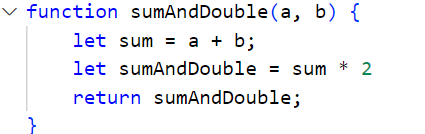 function sumAndDouble(a, b) {
    let sum = a + b;
    let sumAndDouble = sum * 2
    return sumAndDouble;
}